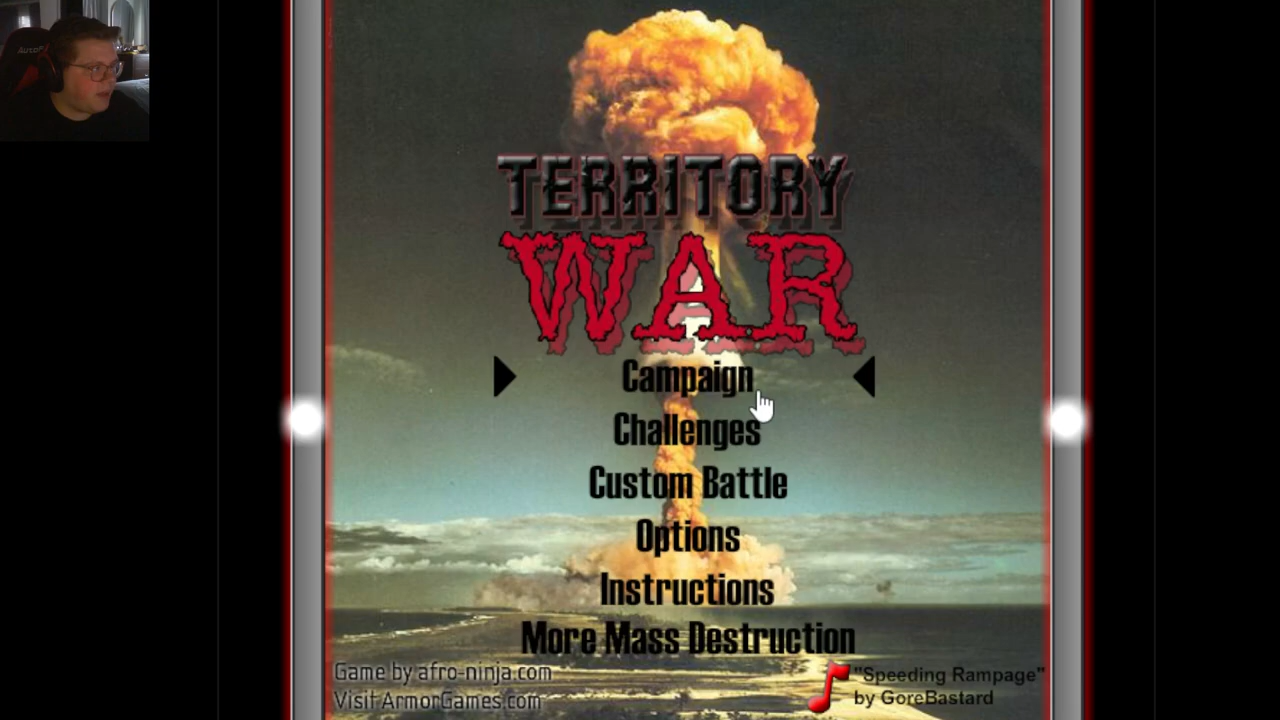 TERRITORY
WAR
Campaign
Challenges
Custom Battle
Options
Instructions
More Mass Destruction
Game by afro-ninja.com
Visit ArmorGames.com
"Speeding Rampage"
by GoreBastard